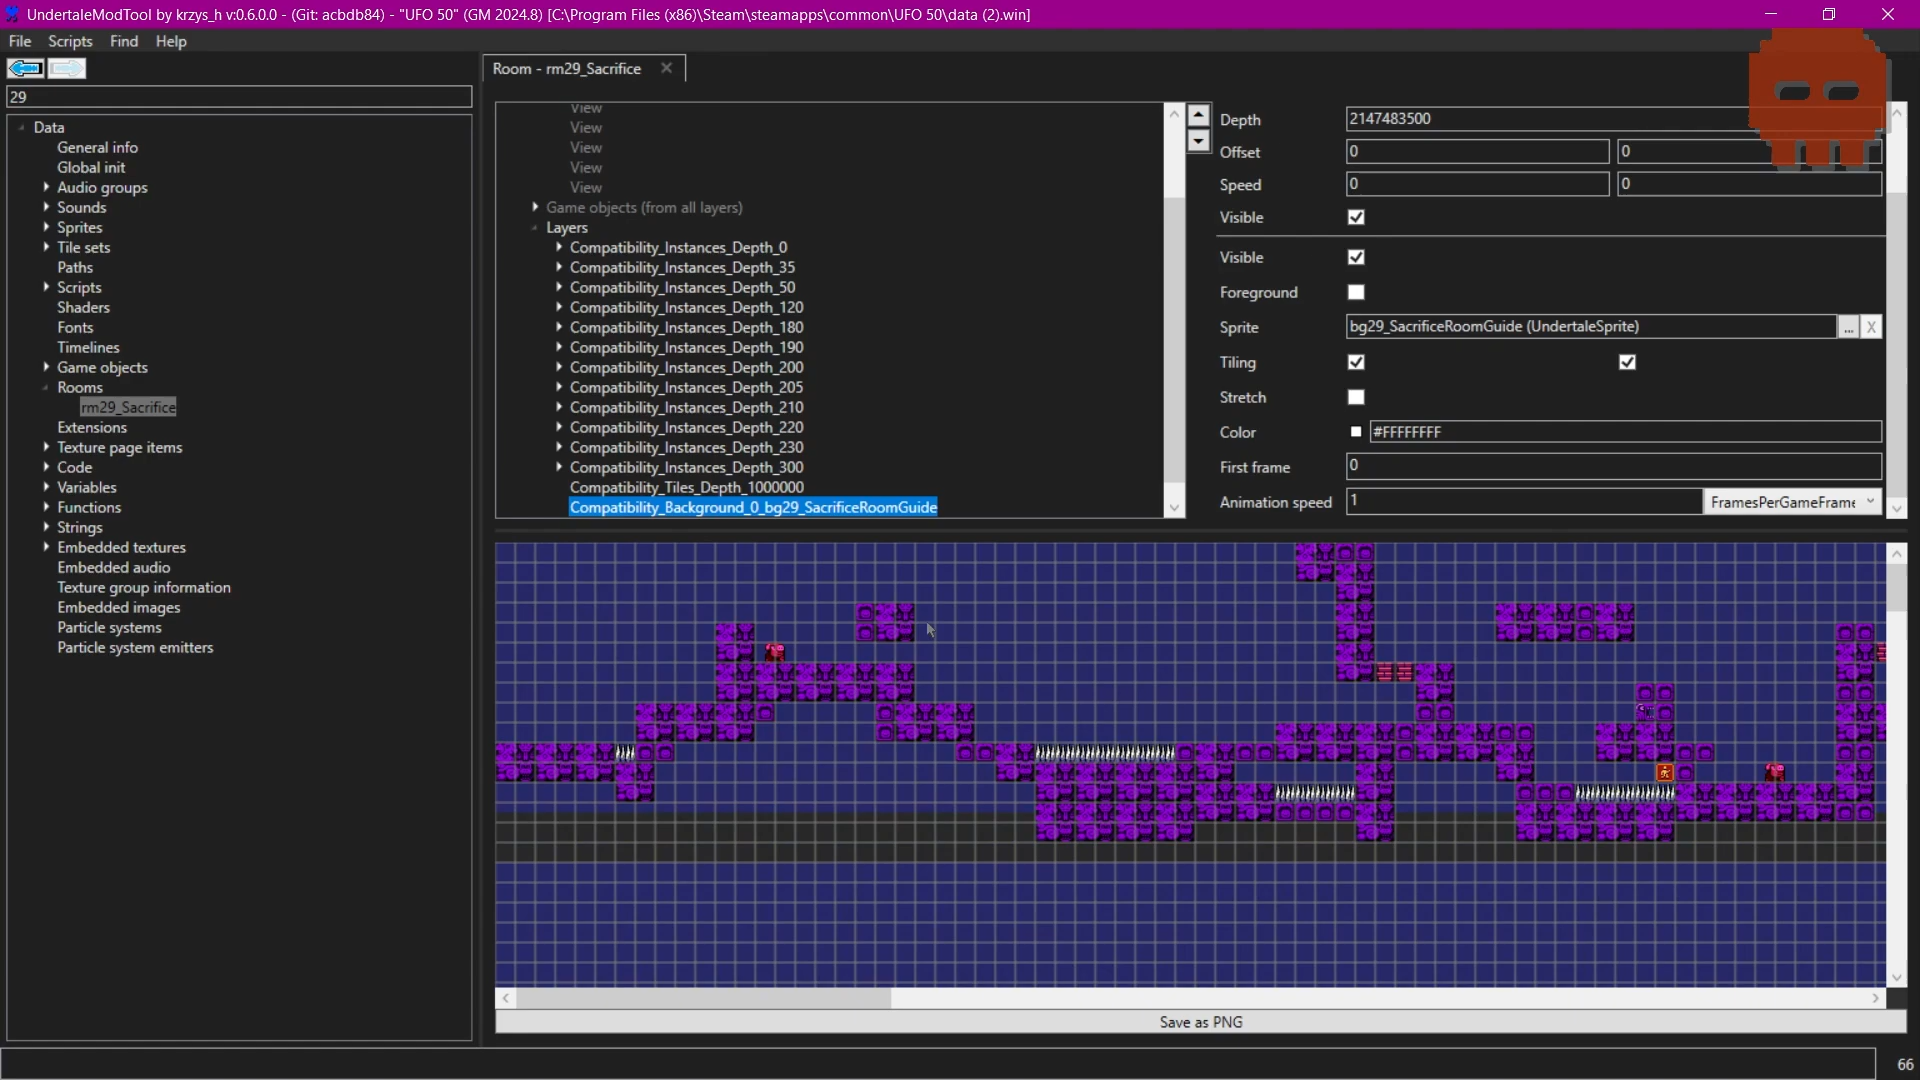 UndertaleModTool by krzys_h v:0.6.0.0 - (Git: acbdb84) - "UFO 50" (GM 2024.8) [C:\Program Files (x86)\Steam\steamapps\common\UFO 50\data (2).win]
File Scripts Find Help
29
Data
General info
Global init
Audio groups
Sounds
Sprites
Tile sets
Paths
Scripts
Shaders
Fonts
Timelines
Game objects
Rooms
rm29_Sacrifice
Extensions
Texture page items
Code
Variables
Functions
Strings
Embedded textures
Embedded audio
Texture group information
Embedded images
Particle systems
Particle system emitters
Room - rm29_Sacrifice
View
View
View
View
View
Game objects (from all layers)
Layers
Compatibility_Instances_Depth_0
Compatibility_Instances_Depth_35
Compatibility_Instances_Depth_50
Compatibility_Instances_Depth_120
Compatibility_Instances_Depth_180
Compatibility_Instances_Depth_190
Compatibility_Instances_Depth_200
Compatibility_Instances_Depth_205
Compatibility_Instances_Depth_210
Compatibility_Instances_Depth_220
Compatibility_Instances_Depth_230
Compatibility_Instances_Depth_300
Compatibility_Tiles_Depth_1000000
Compatibility_Background_0_bg29_SacrificeRoomGuide
Depth 2147483500
Offset 0 0
Speed 0 0
Visible
Visible
Foreground
Sprite bg29_SacrificeRoomGuide (UndertaleSprite) ... X
Tiling
Stretch
Color #FFFFFFFF
First frame 0
Animation speed 1 FramesPerGameFrame
Save as PNG
66